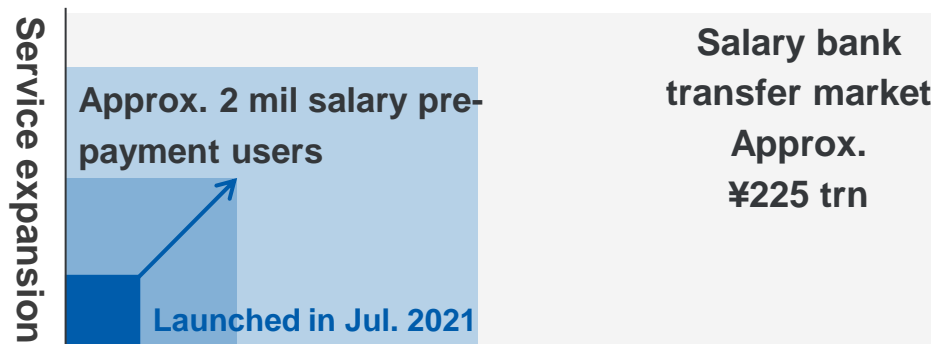 Service expansion
Approx. 2 mil salary pre-
payment users
Salary bank
transfer market
Approx.
¥225 trn
Launched in Jul. 2021